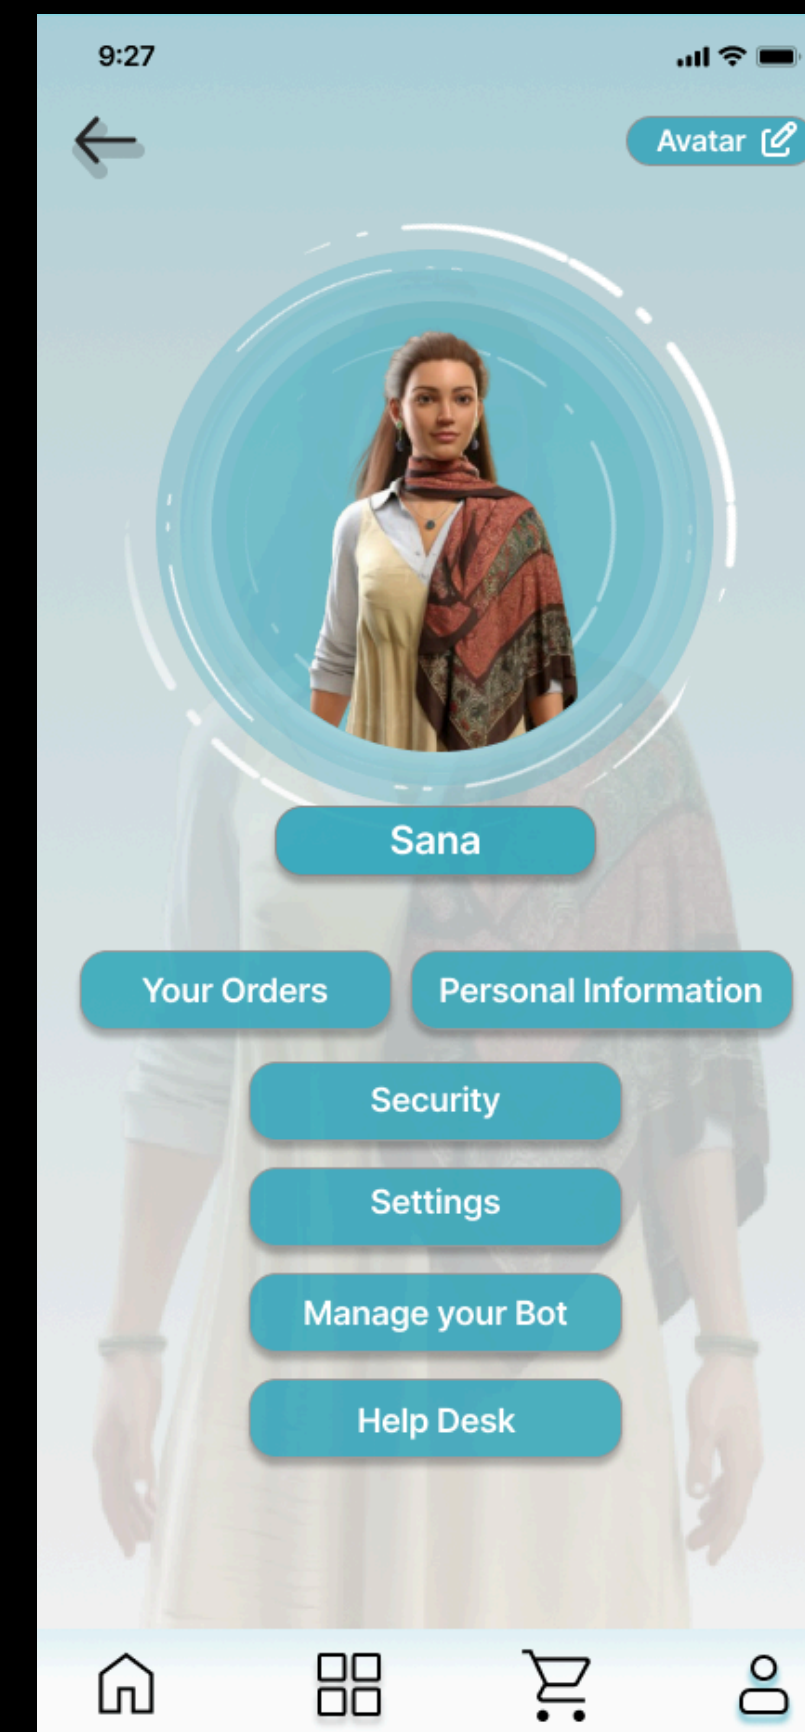 9:27
Avatar
Sana
Your Orders
Personal Information
Security
Settings
Manage your Bot
Help Desk